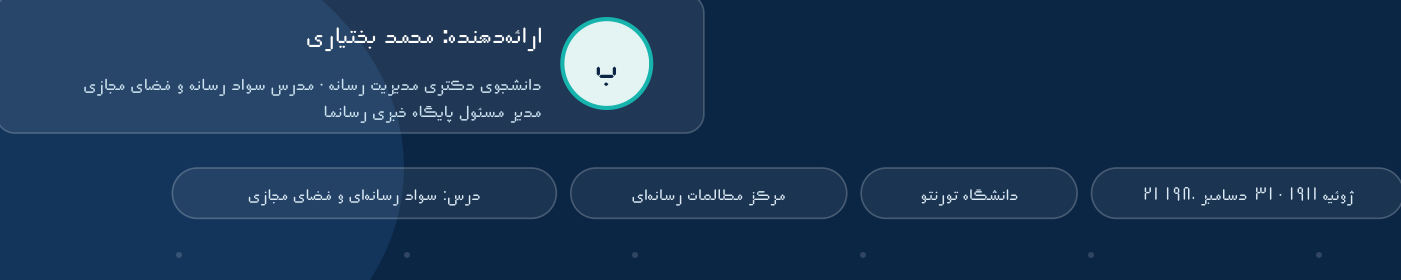 ارائه‌دهنده: محمد بختیاری
ب
دانشجوی دکتری مدیریت رسانه · مدرس سواد رسانه و فضای مجازی
مدیر مسئول پایگاه خبری رسانما
ژوئیه ۱۹۱۱ · ۳۱ دسامبر ۱۹۸۰ ۲۱
دانشگاه تورنتو
مرکز مطالعات رسانه‌ای
درس: سواد رسانه‌ای و فضای مجازی